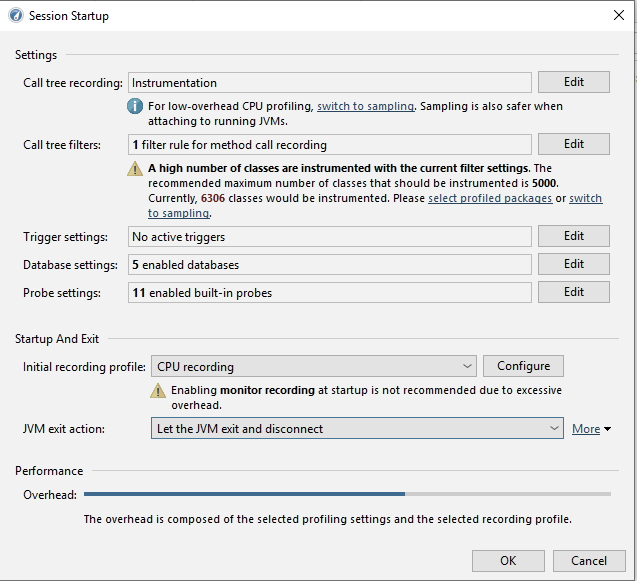 Session Startup
Settings
Call tree recording: Instrumentation Edit
For low-overhead CPU profiling, switch to sampling. Sampling is also safer when
attaching to running JVMs.
Call tree filters: 1 filter rule for method call recording Edit
A high number of classes are instrumented with the current filter settings. The
recommended maximum number of classes that should be instrumented is 5000.
Currently, 6306 classes would be instrumented. Please select profiled packages or switch
to sampling.
Trigger settings: No active triggers Edit
Database settings: 5 enabled databases Edit
Probe settings: 11 enabled built-in probes Edit
Startup And Exit
Initial recording profile: CPU recording Configure
Enabling monitor recording at startup is not recommended due to excessive
overhead.
JVM exit action: Let the JVM exit and disconnect More
Performance
Overhead:
The overhead is composed of the selected profiling settings and the selected recording profile.
OK Cancel